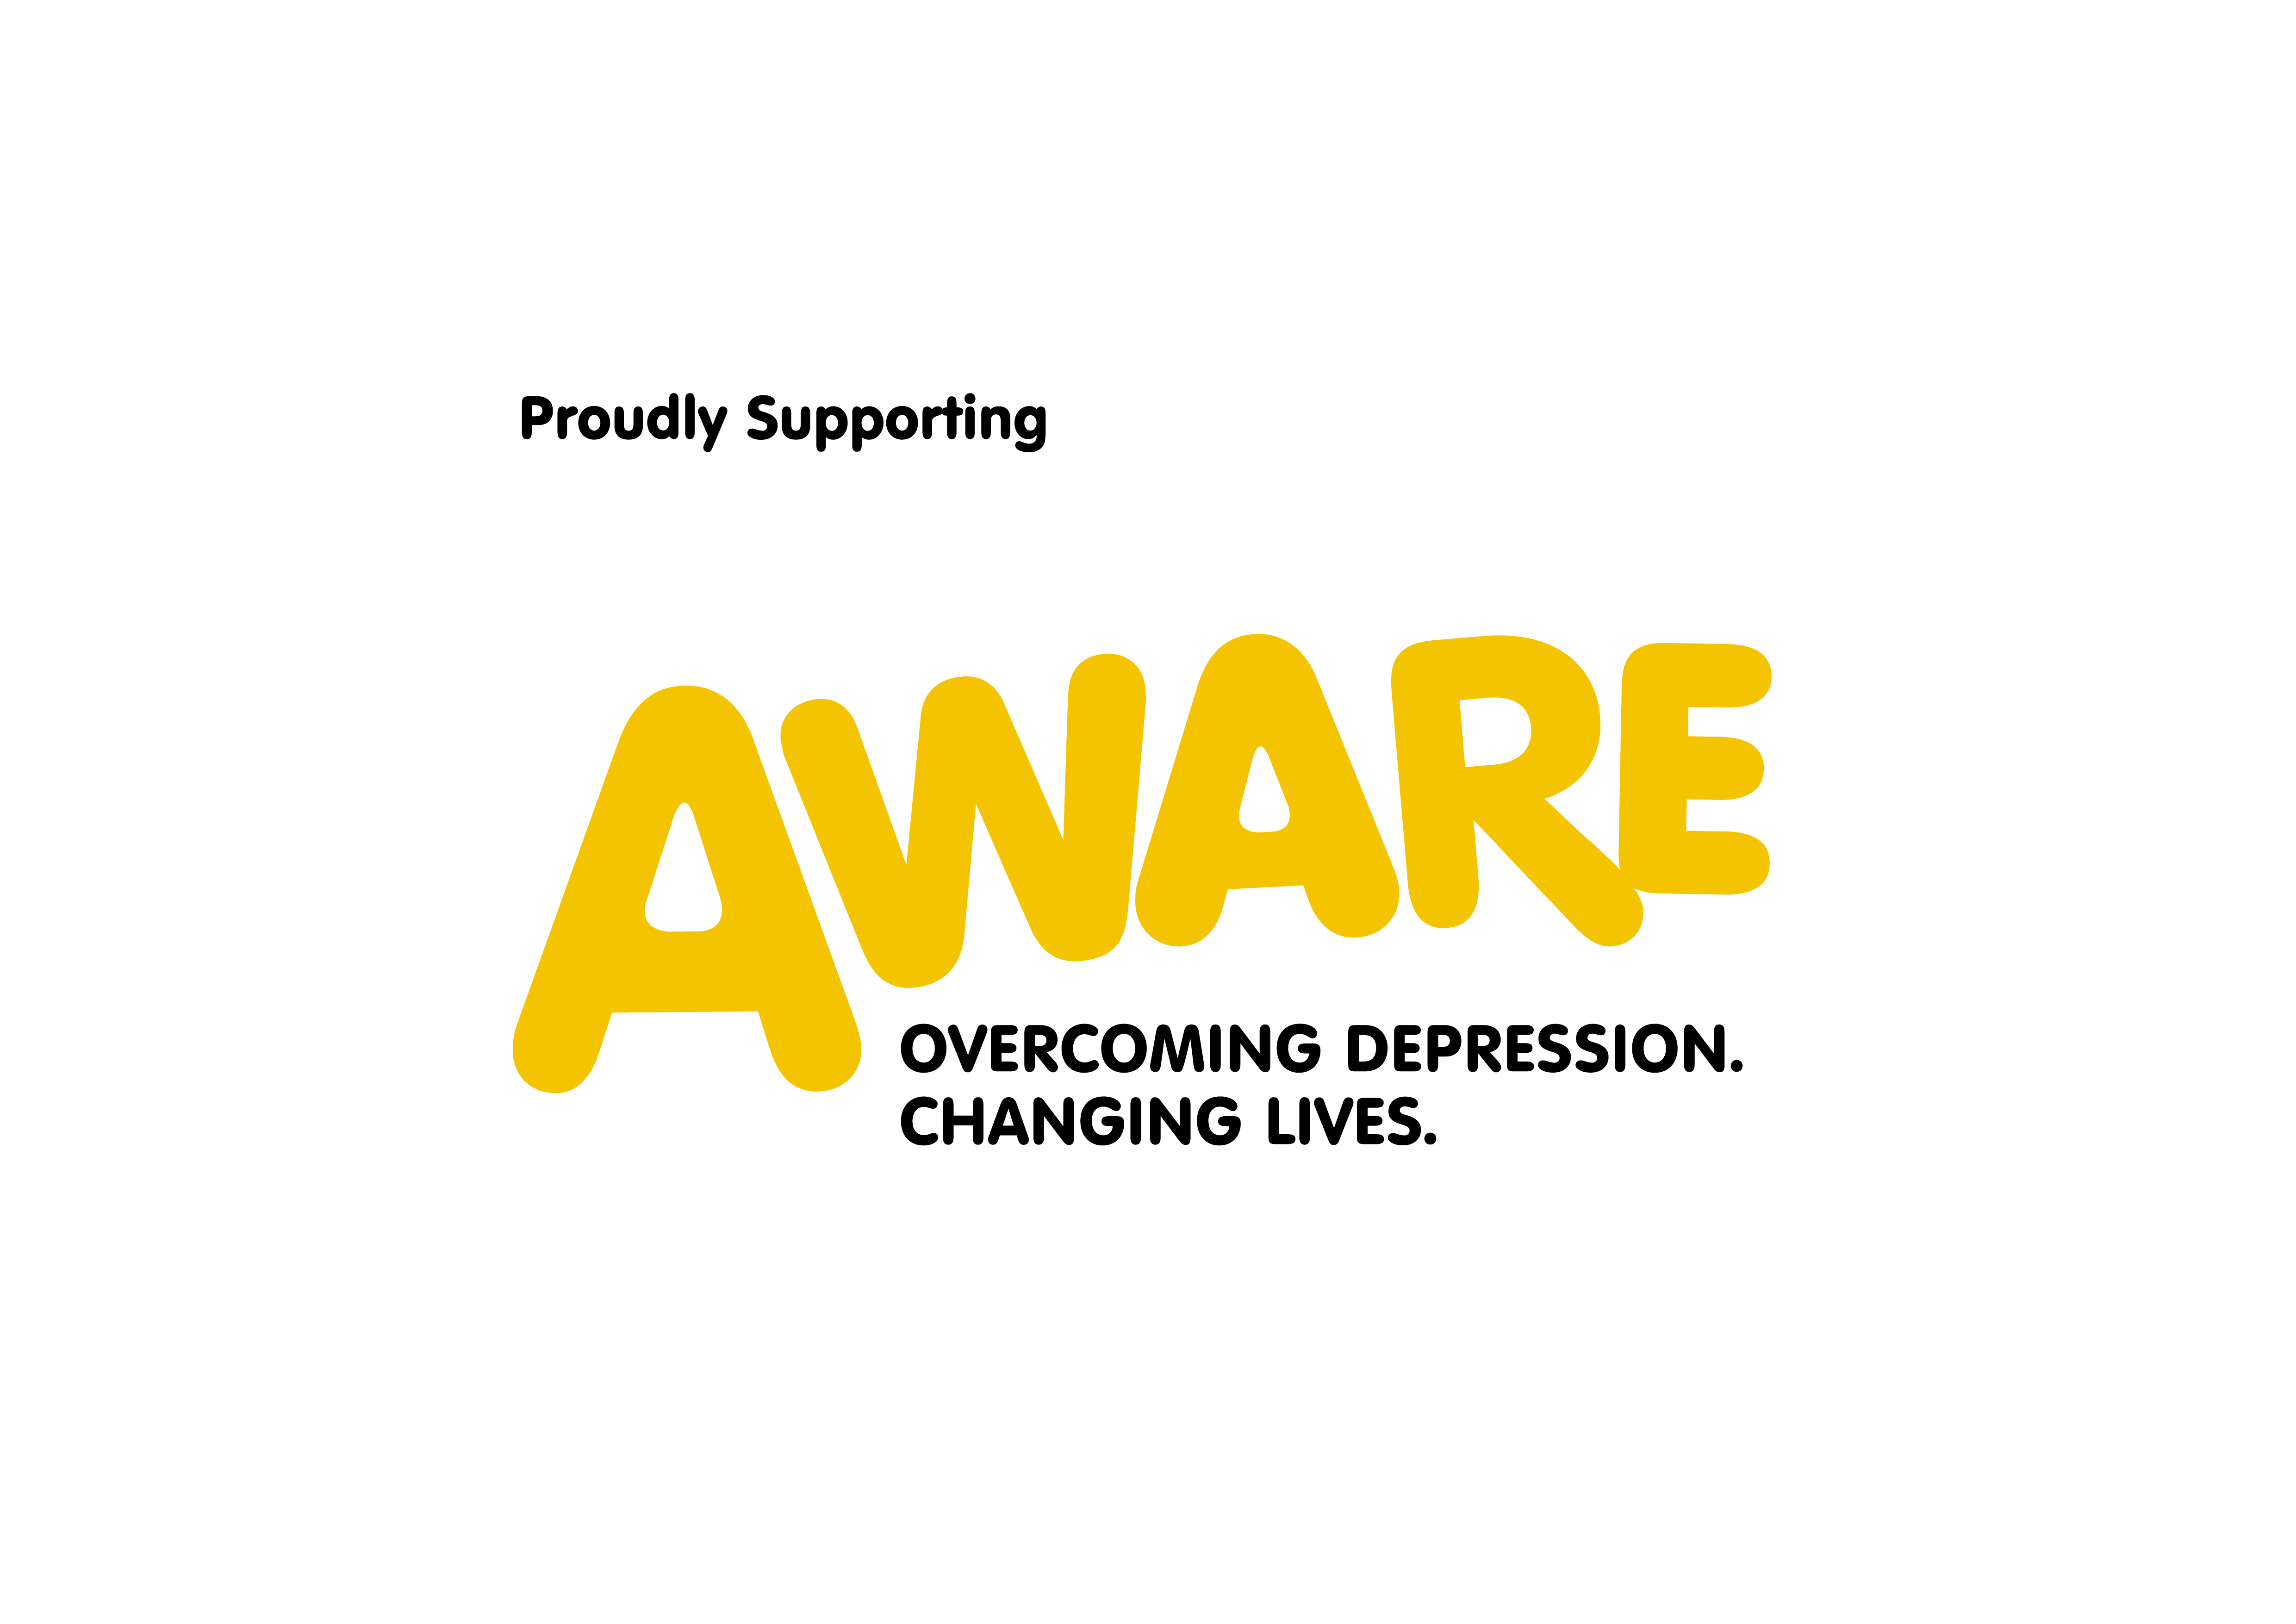 Proudly Supporting
AWARE
OVERCOMING DEPRESSION.
CHANGING LIVES.